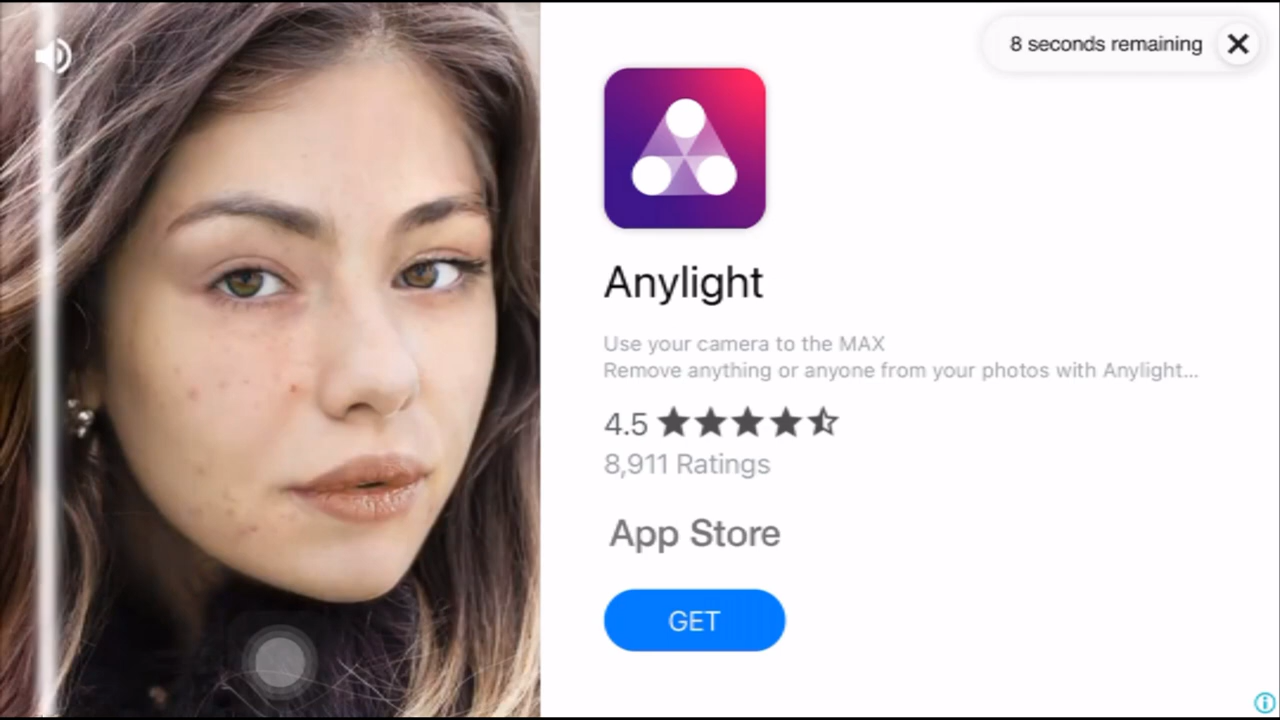 8 seconds remaining
Anylight
Use your camera to the MAX
Remove anything or anyone from your photos with Anylight...
4.5
8,911 Ratings
App Store
GET